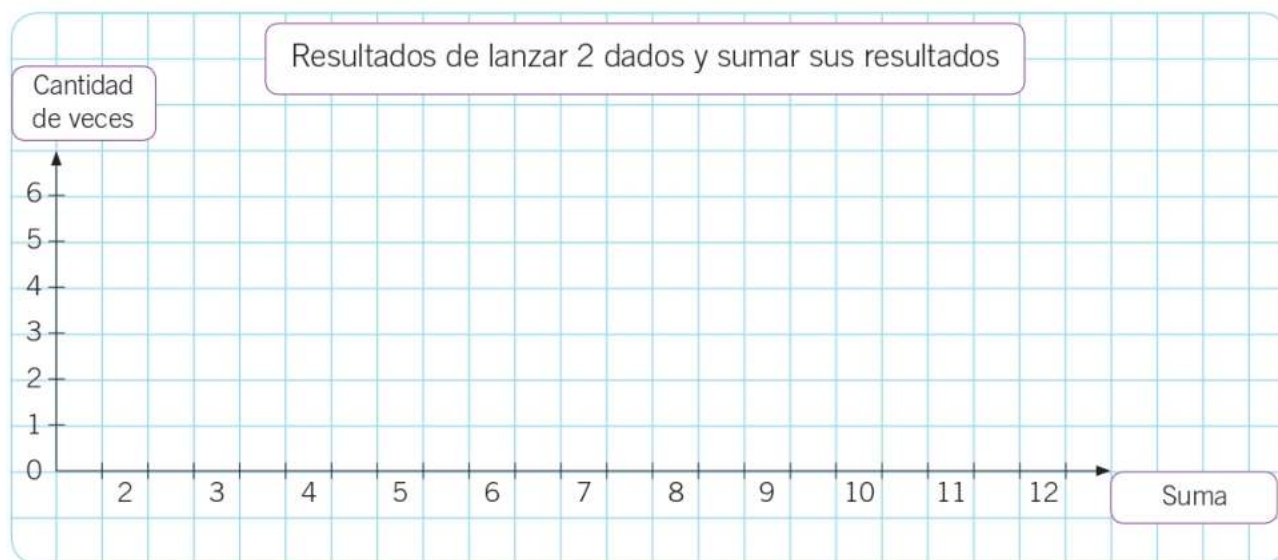 Resultados de lanzar 2 dados y sumar sus resultados
Cantidad
de veces
6
5
4
3
2
1
0
2 3 4 5 6 7 8 9 10 11 12
Suma